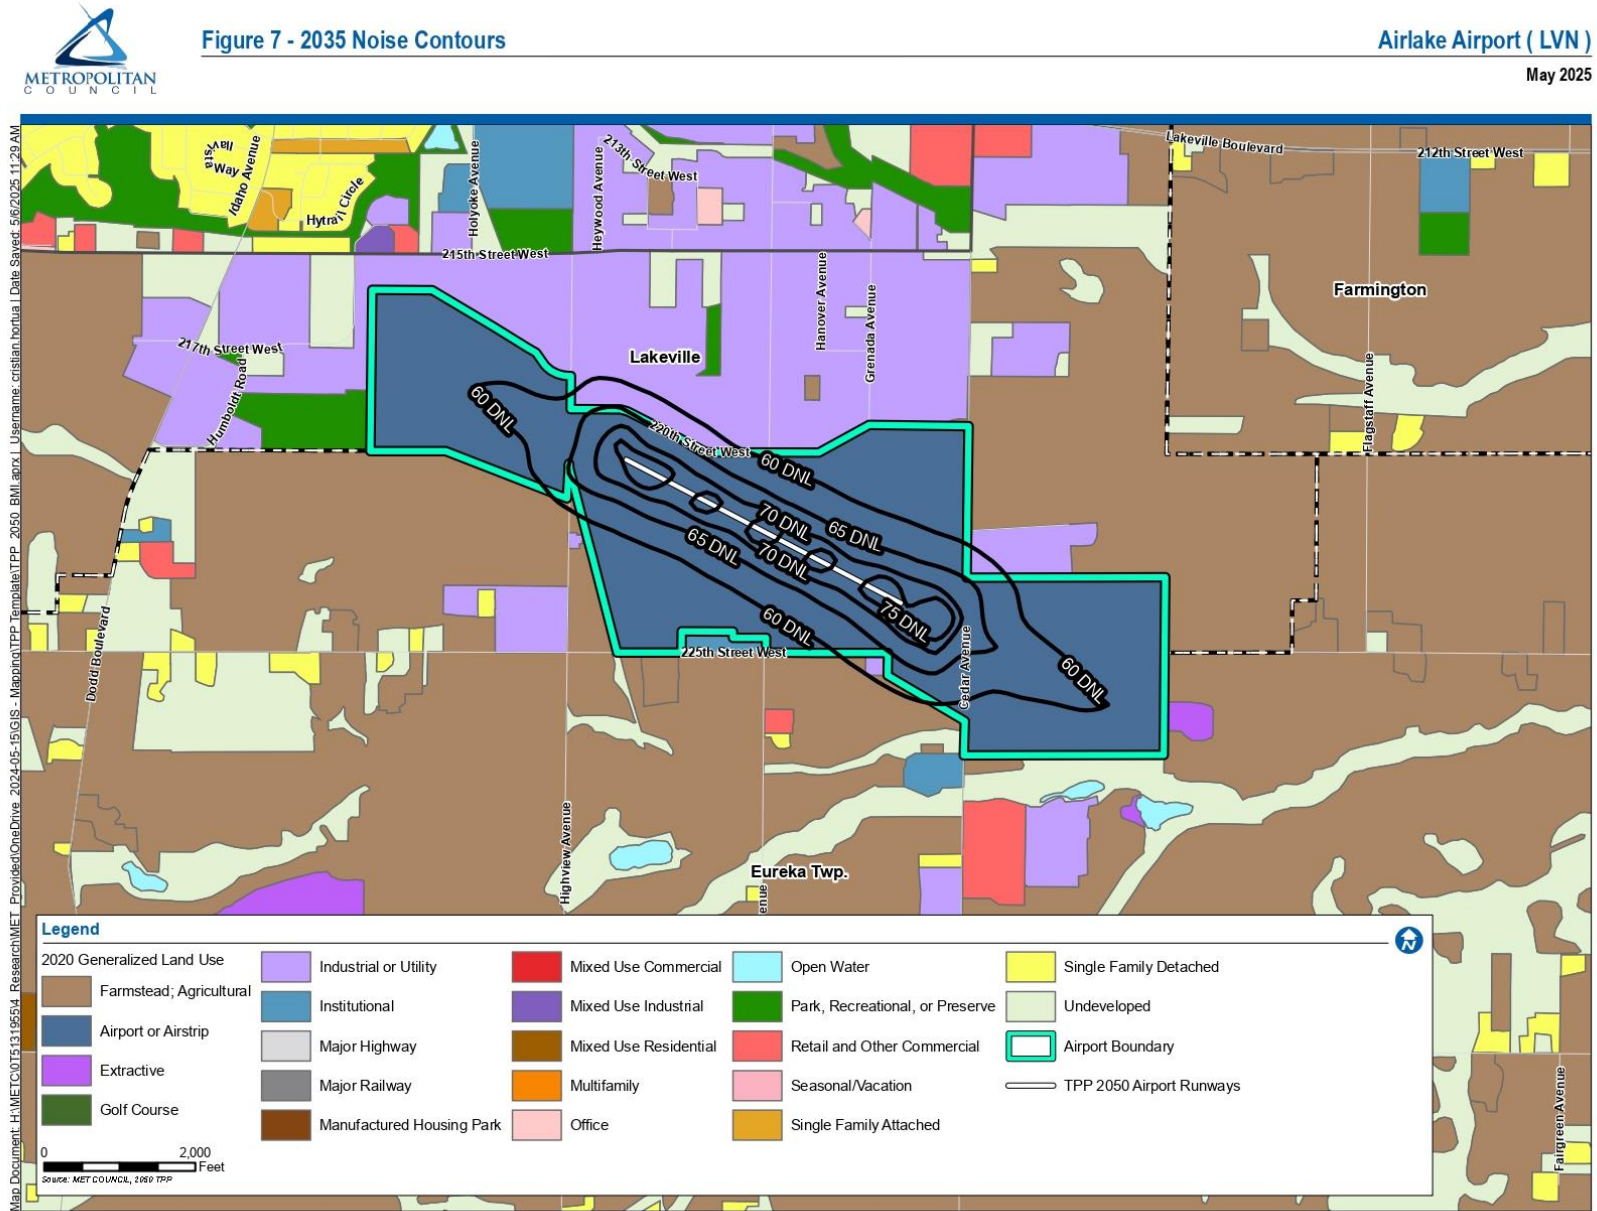 METROPOLITAN
COUNCIL
Figure 7 - 2035 Noise Contours
Airlake Airport ( LVN )
May 2025
Map Document: H:\METC\0T5131955\4_Research\MET_Provided\OneDrive_2024-05-15\GIS - Mapping\TPP Template\TPP_2050_BMI.aprx | Username: cristian.hortua | Date Saved: 5/6/2025 11:29 AM
Lakeville Boulevard
212th Street West
Idaho Avenue
Way
Hytrail Circle
Holyoke Avenue
Heywood Avenue
213th Street West
215th Street West
Hanover Avenue
Grenada Avenue
Farmington
217th Street West
Humboldt Road
Lakeville
Flagstaff Avenue
60 DNL
220th Street West
60 DNL
70 DNL
65 DNL
65 DNL
70 DNL
75 DNL
60 DNL
60 DNL
225th Street West
Cedar Avenue
Dodd Boulevard
Highview Avenue
Eureka Twp.
enue
Fairgreen Avenue
Legend
N
2020 Generalized Land Use
Farmstead; Agricultural
Airport or Airstrip
Extractive
Golf Course
Industrial or Utility
Institutional
Major Highway
Major Railway
Manufactured Housing Park
Mixed Use Commercial
Mixed Use Industrial
Mixed Use Residential
Multifamily
Office
Open Water
Park, Recreational, or Preserve
Retail and Other Commercial
Seasonal/Vacation
Single Family Attached
Single Family Detached
Undeveloped
Airport Boundary
TPP 2050 Airport Runways
0 2,000
Feet
Source: MET COUNCIL, 2050 TPP